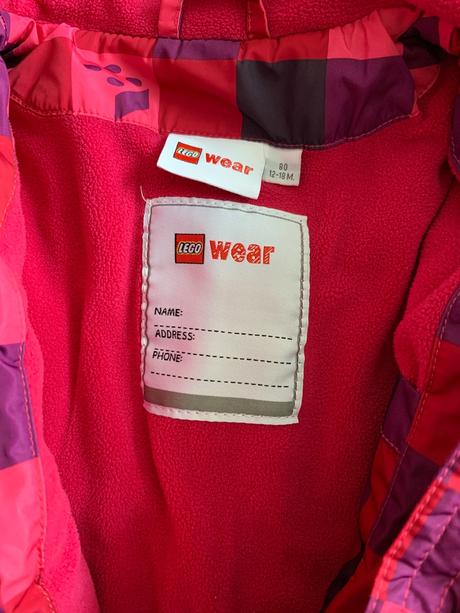 LEGO wear
80
12-18 M.
LEGO wear
NAME:
ADDRESS:
PHONE: